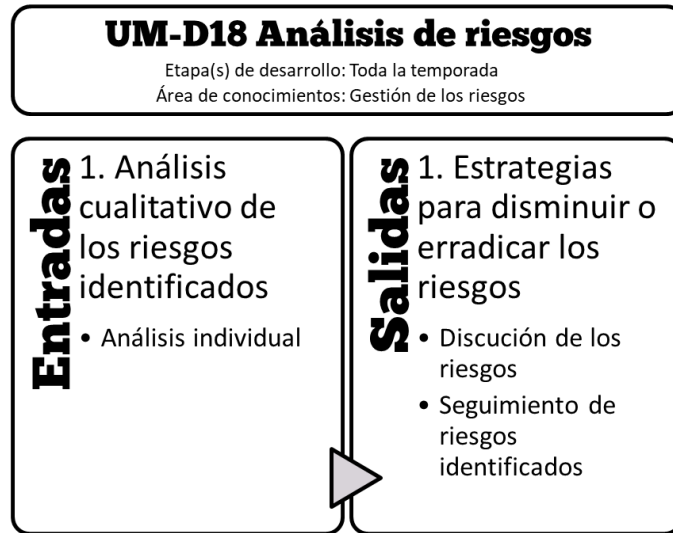 UM-D18 Análisis de riesgos
Etapa(s) de desarrollo: Toda la temporada
Área de conocimientos: Gestión de los riesgos
Entradas
1. Análisis
cualitativo de
los riesgos
identificados
• Análisis individual
Salidas
1. Estrategias
para disminuir o
erradicar los
riesgos
• Discución de los
riesgos
• Seguimiento de
riesgos
identificados